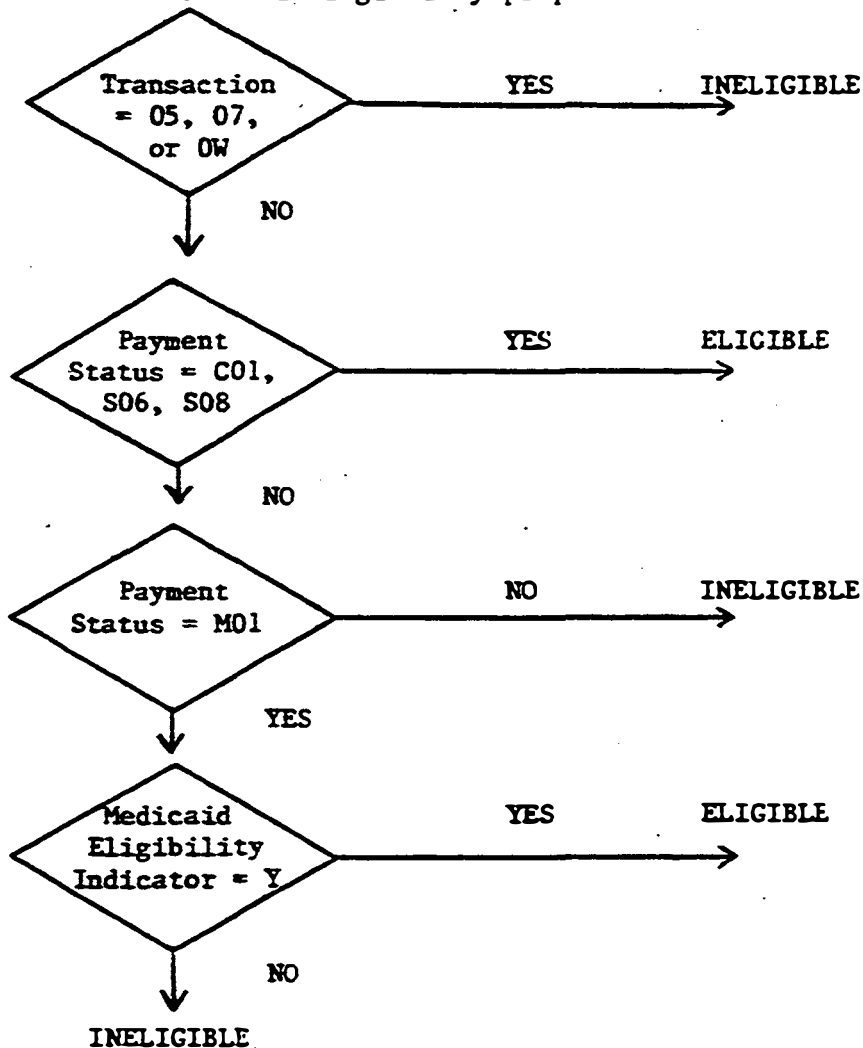 Transaction
= 05, 07,
or 0W
YES
INELIGIBLE
NO
Payment
Status = C01,
S06, S08
YES
ELIGIBLE
NO
Payment
Status = M01
NO
INELIGIBLE
YES
Medicaid
Eligibility
Indicator = Y
YES
ELIGIBLE
NO
INELIGIBLE